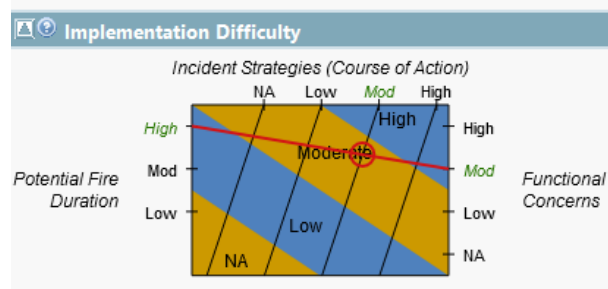 Implementation Difficulty
Incident Strategies (Course of Action)
NA Low Mod High
High High High
Moderate
Potential Fire Duration Mod Mod Functional Concerns
Low Low Low
NA NA